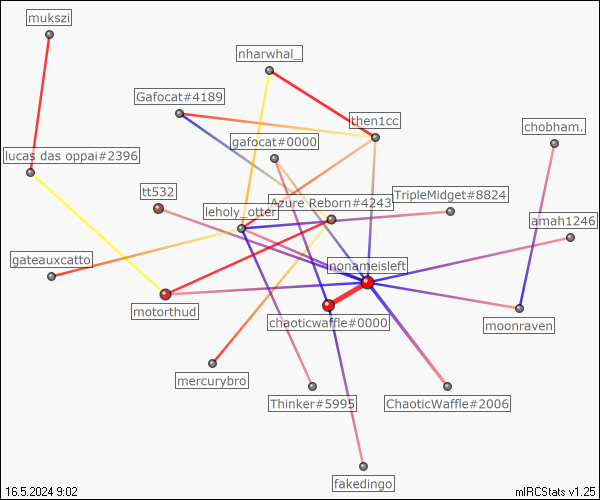 mukszi
nharwhal_
Gafocat#4189
then1cc
chobham.
gafocat#0000
lucas das oppai#2396
tt532
TripleMidget#8824
Azure Reborn#4243
leholy_otter
amah1246
gateauxcatto
nonameisleft
motorthud
chaoticwaffle#0000
moonraven
mercurybro
Thinker#5995
ChaoticWaffle#2006
fakedingo
16.5.2024 9:02
mIRCStats v1.25